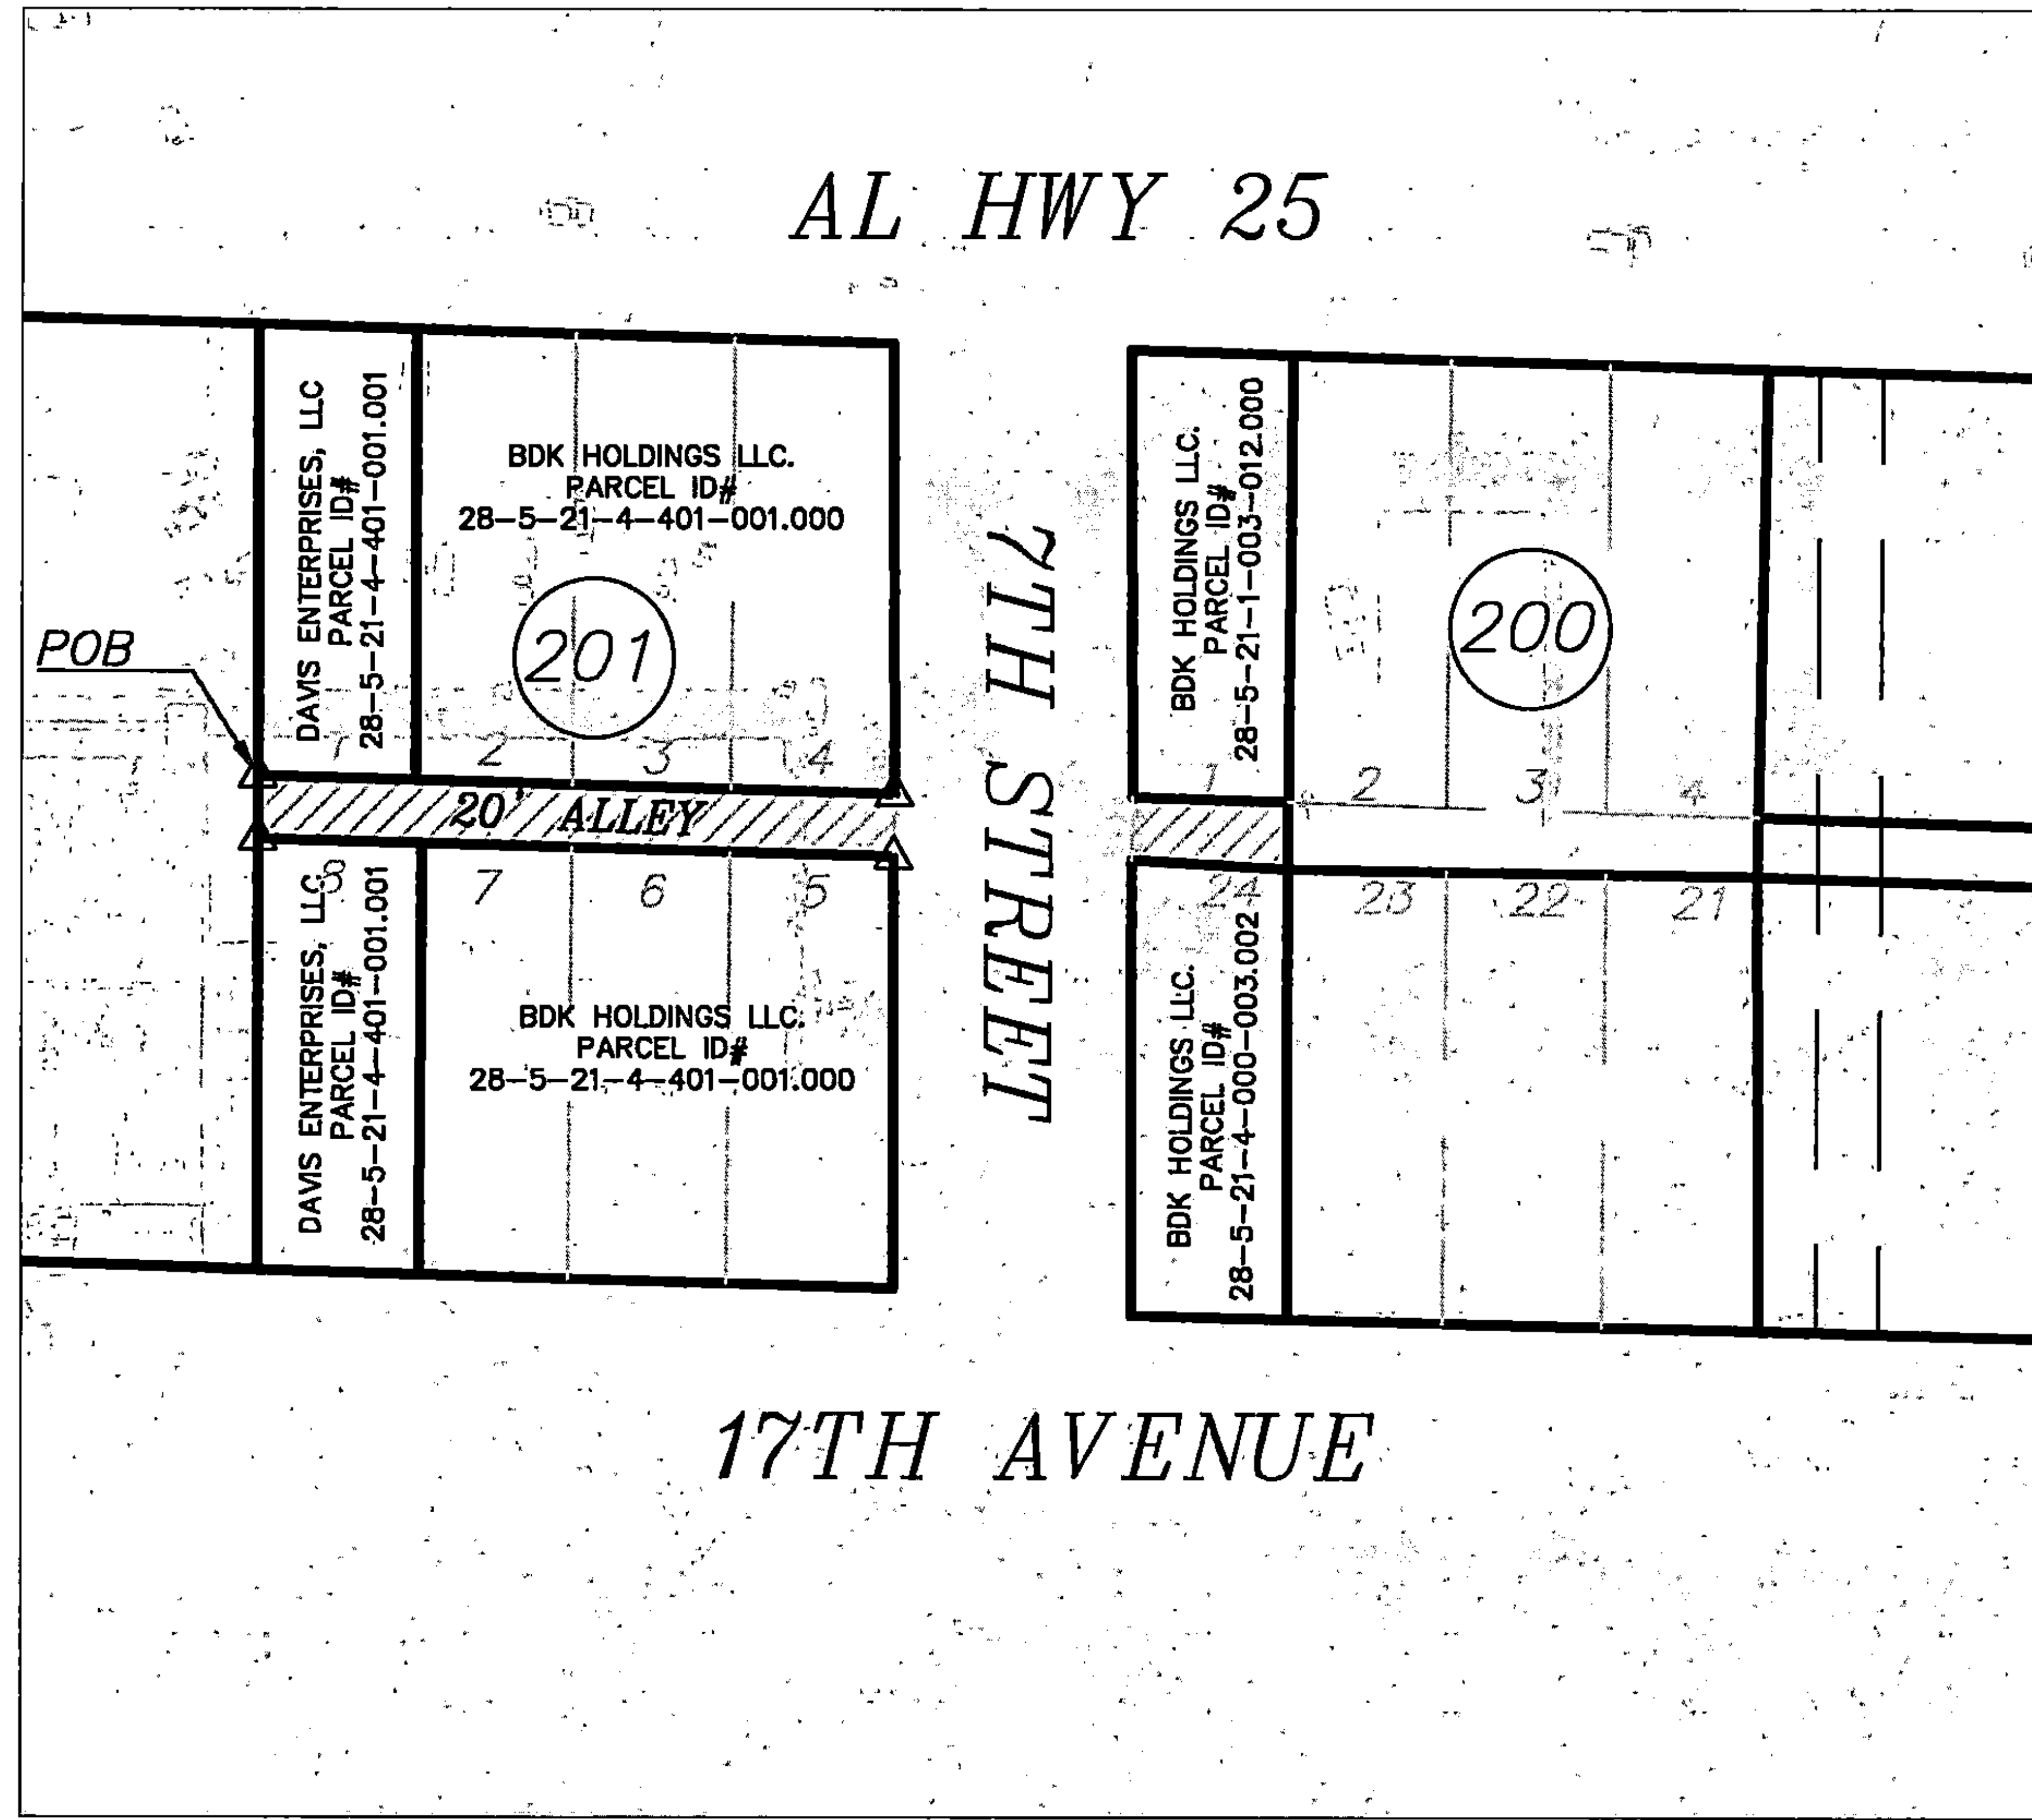 AL HWY 25
DAVIS ENTERPRISES, LLC
PARCEL ID#
28-5-21-4-401-001.001
BDK HOLDINGS LLC.
PARCEL ID#
28-5-21-4-401-001.000
201
POB
1
2
3
4
20' ALLEY
8
7
6
5
DAVIS ENTERPRISES, LLC
PARCEL ID#
28-5-21-4-401-001.001
BDK HOLDINGS LLC.
PARCEL ID#
28-5-21-4-401-001.000
7TH STREET
BDK HOLDINGS LLC.
PARCEL ID#
28-5-21-1-003-012.000
200
1
2
3
4
24
23
22
21
BDK HOLDINGS LLC.
PARCEL ID#
28-5-21-4-000-003.002
17TH AVENUE